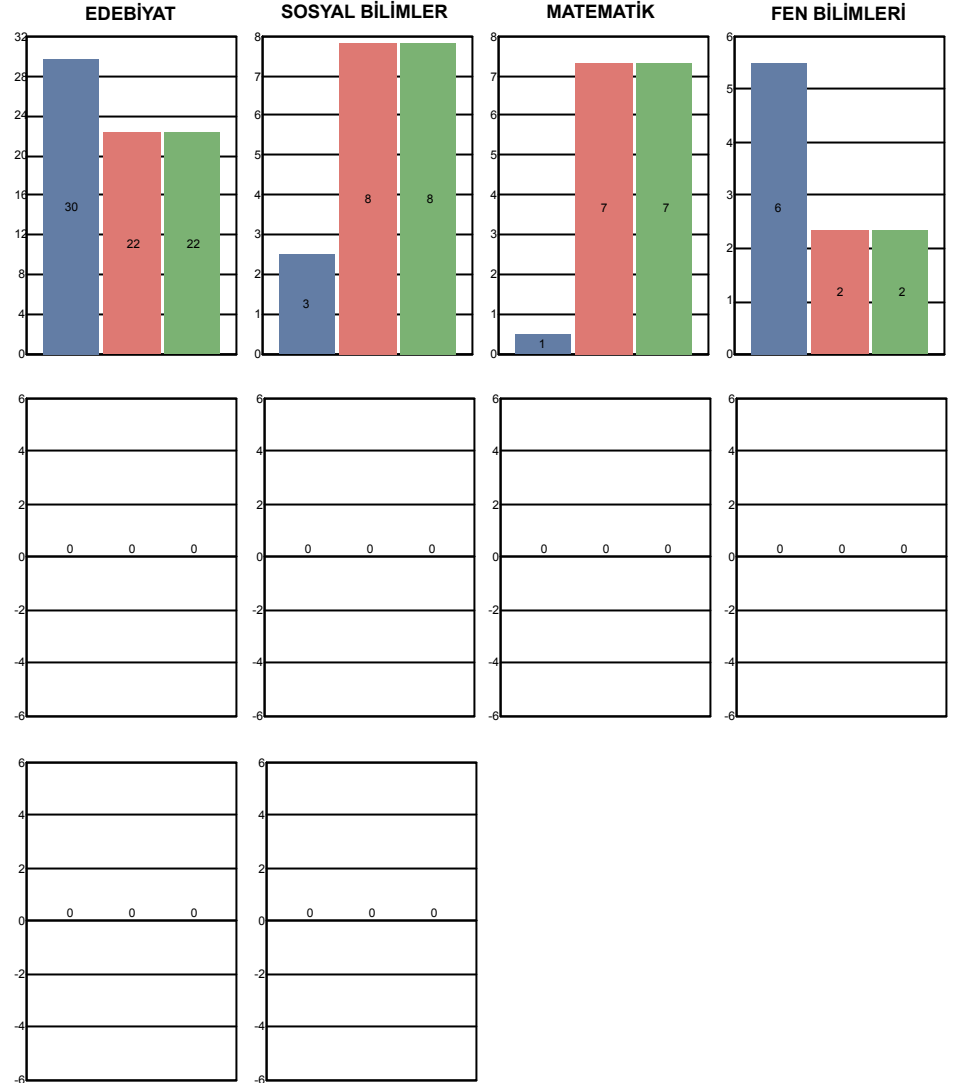 EDEBİYAT SOSYAL BİLİMLER MATEMATİK FEN BİLİMLERİ
32 8 8 6
28 7 7 5
24 6 6 4
20 5 5 3
16 4 4 2
12 3 3 1
8 2 2 0
4 1 1
0 0 0
30 22 22
3 8 8
1 7 7
6 2 2
6 6 6 6
4 4 4 4
2 2 2 2
0 0 0 0 0 0 0 0 0 0 0 0 0 0 0 0
-2 -2 -2 -2
-4 -4 -4 -4
-6 -6 -6 -6
6 6
4 4
2 2
0 0 0 0 0 0 0 0
-2 -2
-4 -4
-6 -6